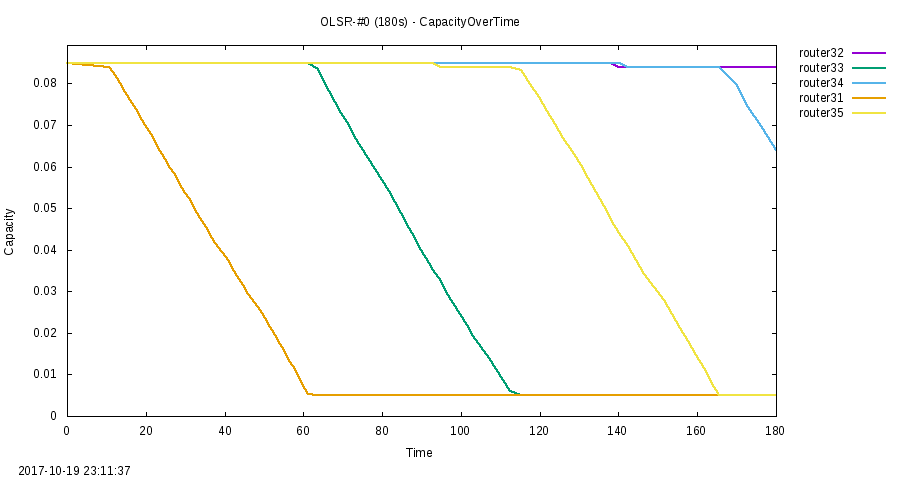 OLSR-#0 (180s) - CapacityOverTime
router32
router33
router34
router31
router35
0.08
0.07
0.06
0.05
0.04
0.03
0.02
0.01
0
Capacity
0 20 40 60 80 100 120 140 160 180
Time
2017-10-19 23:11:37